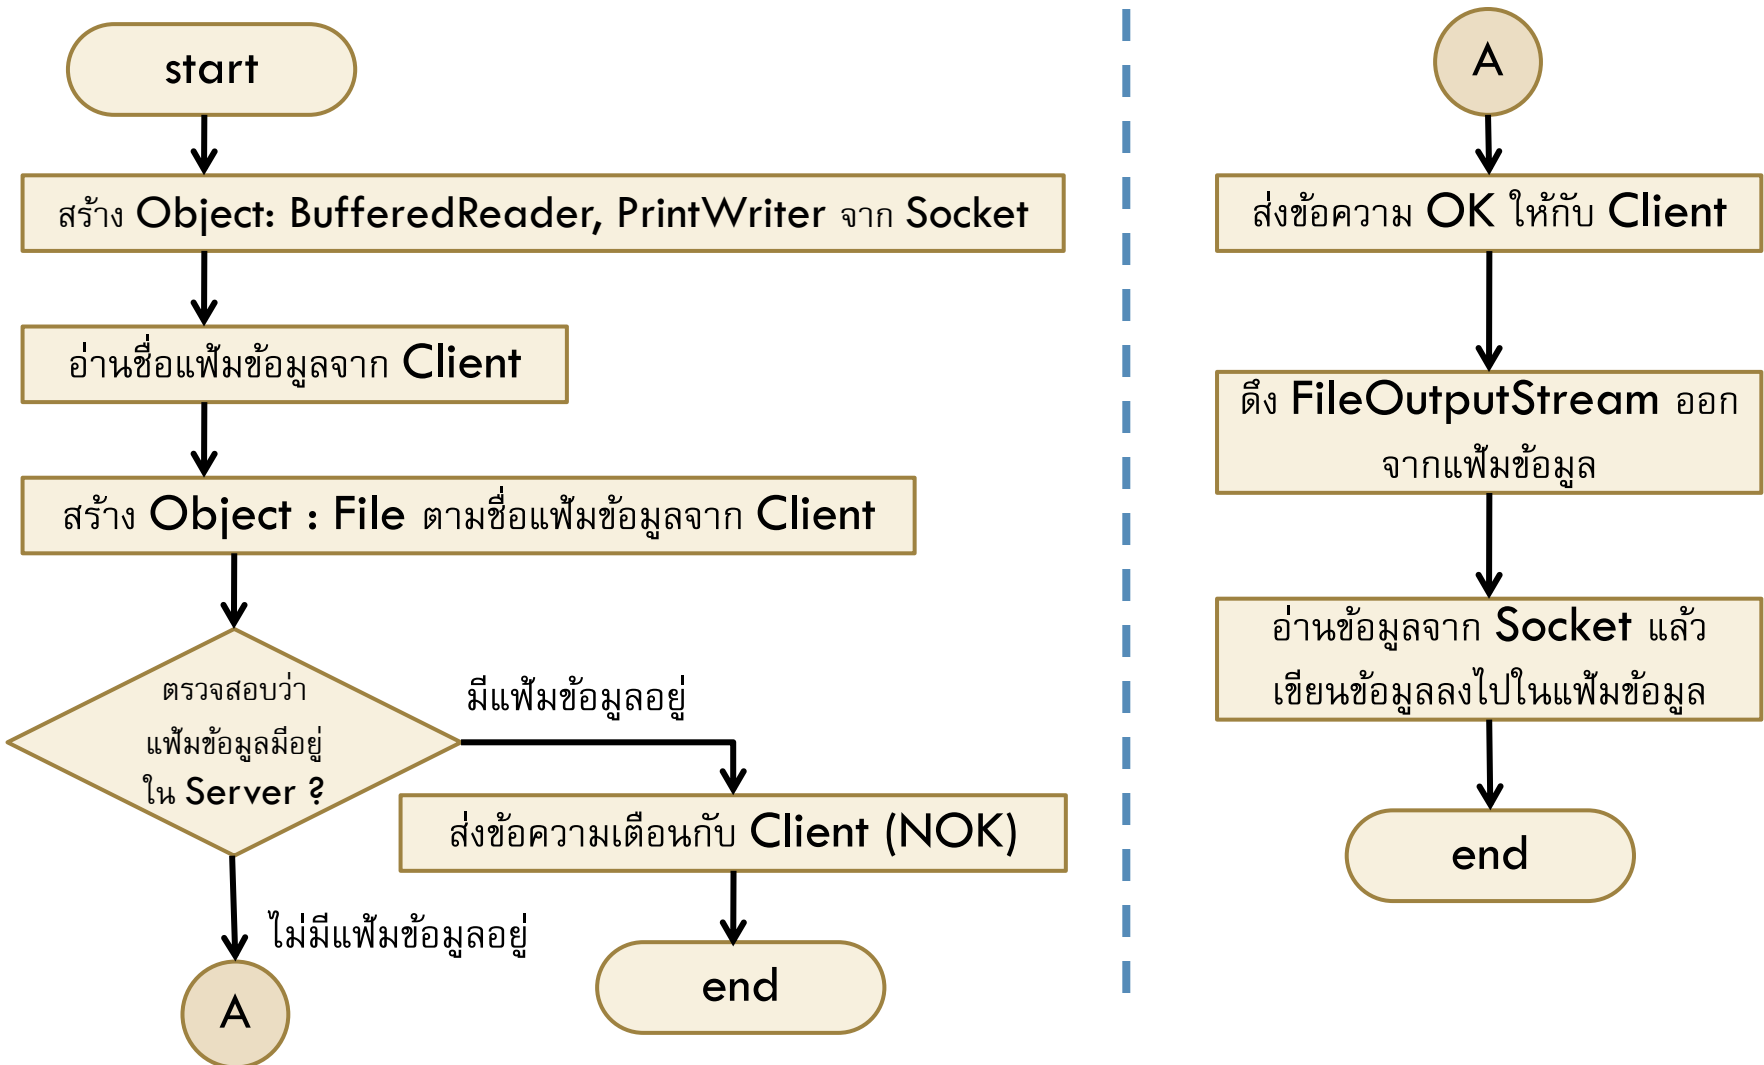 start
สร้าง Object: BufferedReader, PrintWriter จาก Socket
อ่านชื่อแฟ้มข้อมูลจาก Client
สร้าง Object : File ตามชื่อแฟ้มข้อมูลจาก Client
ตรวจสอบว่า
แฟ้มข้อมูลมีอยู่
ใน Server ?
มีแฟ้มข้อมูลอยู่
ส่งข้อความเตือนกับ Client (NOK)
end
ไม่มีแฟ้มข้อมูลอยู่
A
A
ส่งข้อความ OK ให้กับ Client
ดึง FileOutputStream ออก
จากแฟ้มข้อมูล
อ่านข้อมูลจาก Socket แล้ว
เขียนข้อมูลลงไปในแฟ้มข้อมูล
end